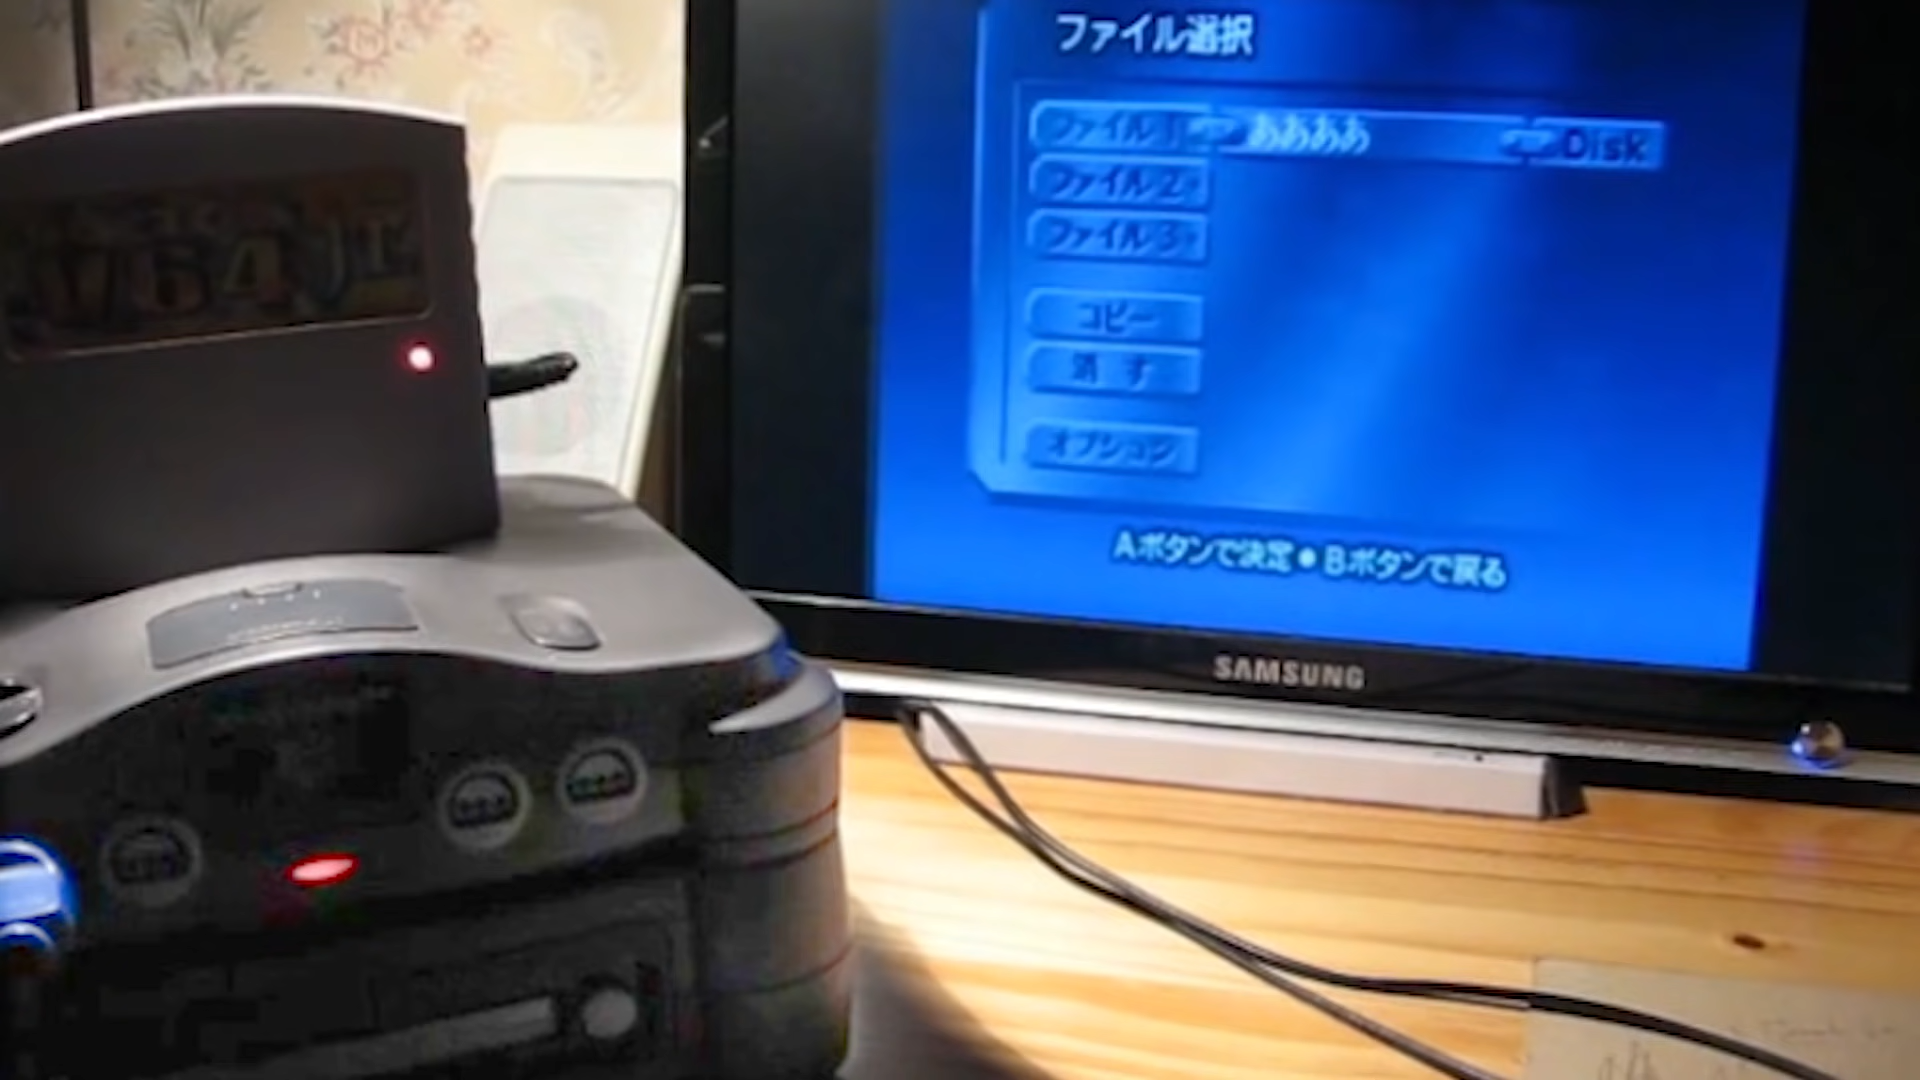 ファイル選択
ファイル 1 ああああ Disk
ファイル 2
ファイル 3
コピー
消す
オプション
Aボタンで決定●Bボタンで戻る
SAMSUNG
V64jr